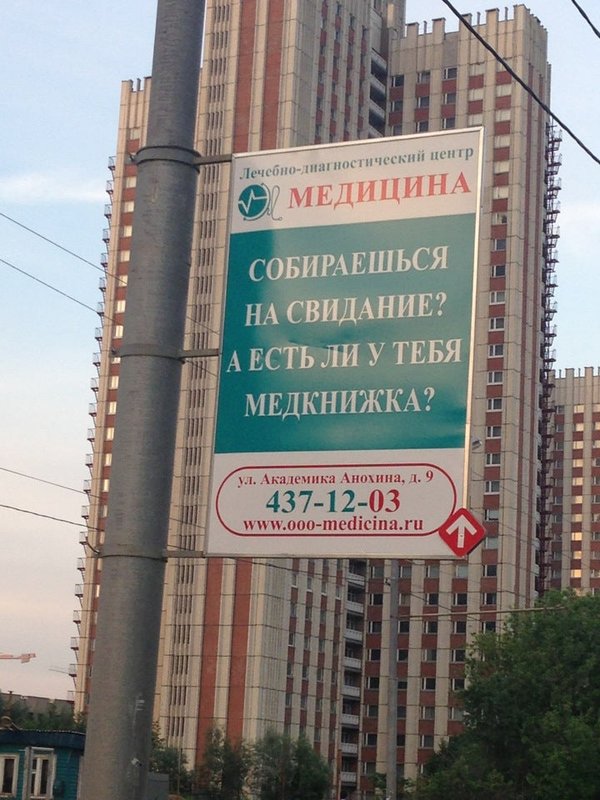 Лечебно-диагностический центр
МЕДИЦИНА
СОБИРАЕШЬСЯ
НА СВИДАНИЕ?
А ЕСТЬ ЛИ У ТЕБЯ
МЕДКНИЖКА?
ул. Академика Анохина, д. 9
437-12-03
www.ooo-medicina.ru